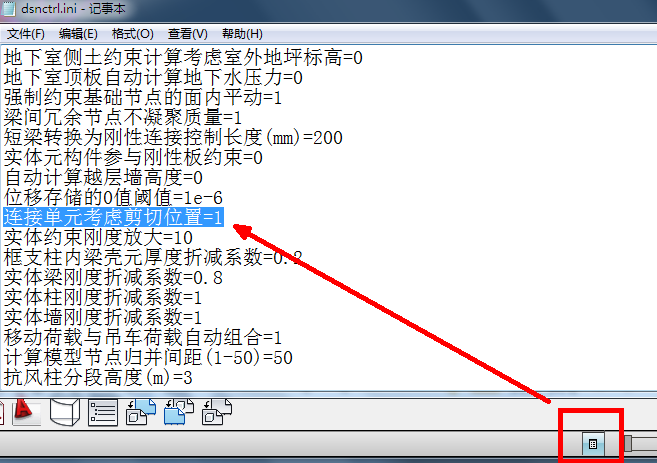 dsnctrl.ini - 记事本
文件(F) 编辑(E) 格式(O) 查看(V) 帮助(H)
地下室侧土约束计算考虑室外地坪标高=0
地下室顶板自动计算地下水压力=0
强制约束基础节点的面内平动=1
梁间冗余节点不凝聚质量=1
短梁转换为刚性连接控制长度(mm)=200
实体元构件参与刚性板约束=0
自动计算越层墙高度=0
位移存储的0值阈值=1e-6
连接单元考虑剪切位置=1
实体约束刚度放大=10
框支柱内梁壳元厚度折减系数=0.2
实体梁刚度折减系数=0.8
实体柱刚度折减系数=1
实体墙刚度折减系数=1
移动荷载与吊车荷载自动组合=1
计算模型节点归并间距(1-50)=50
抗风柱分段高度(m)=3